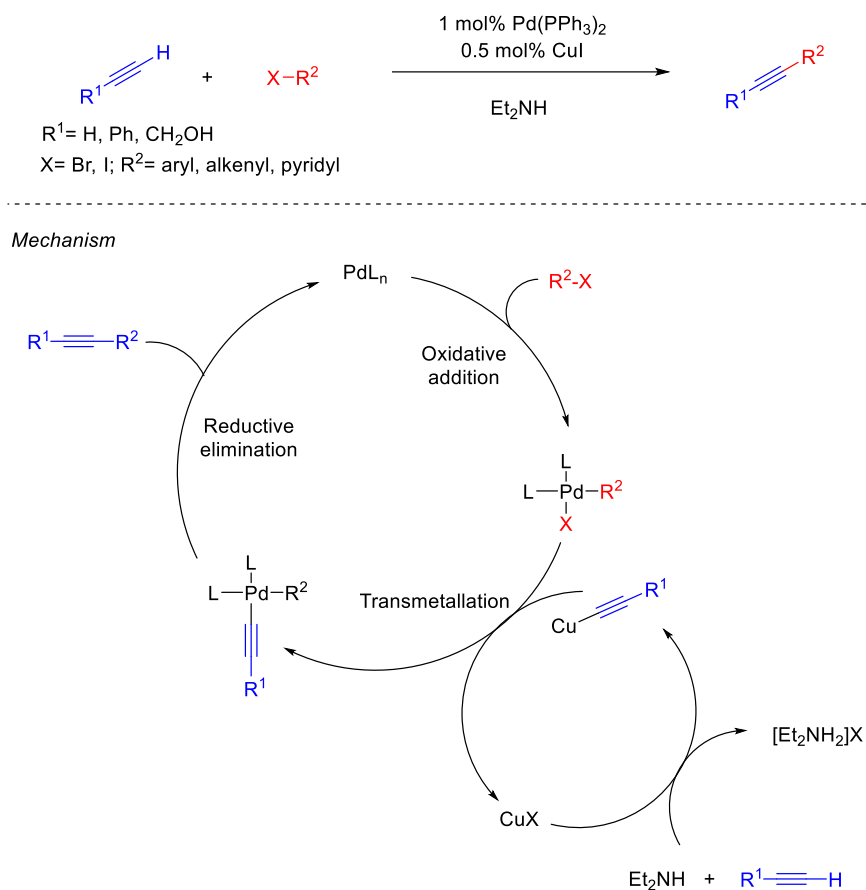 1 mol% Pd(PPh₃)₂
0.5 mol% CuI
R¹ H + X–R² Et₂NH R¹ R²
R¹= H, Ph, CH₂OH
X= Br, I; R²= aryl, alkenyl, pyridyl
Mechanism
PdLₙ
R²-X
R¹ R²
Oxidative
addition
Reductive
elimination
L
L Pd R²
X
L
L Pd R²
R¹
Transmetallation
Cu R¹
[Et₂NH₂]X
CuX
Et₂NH + R¹ H